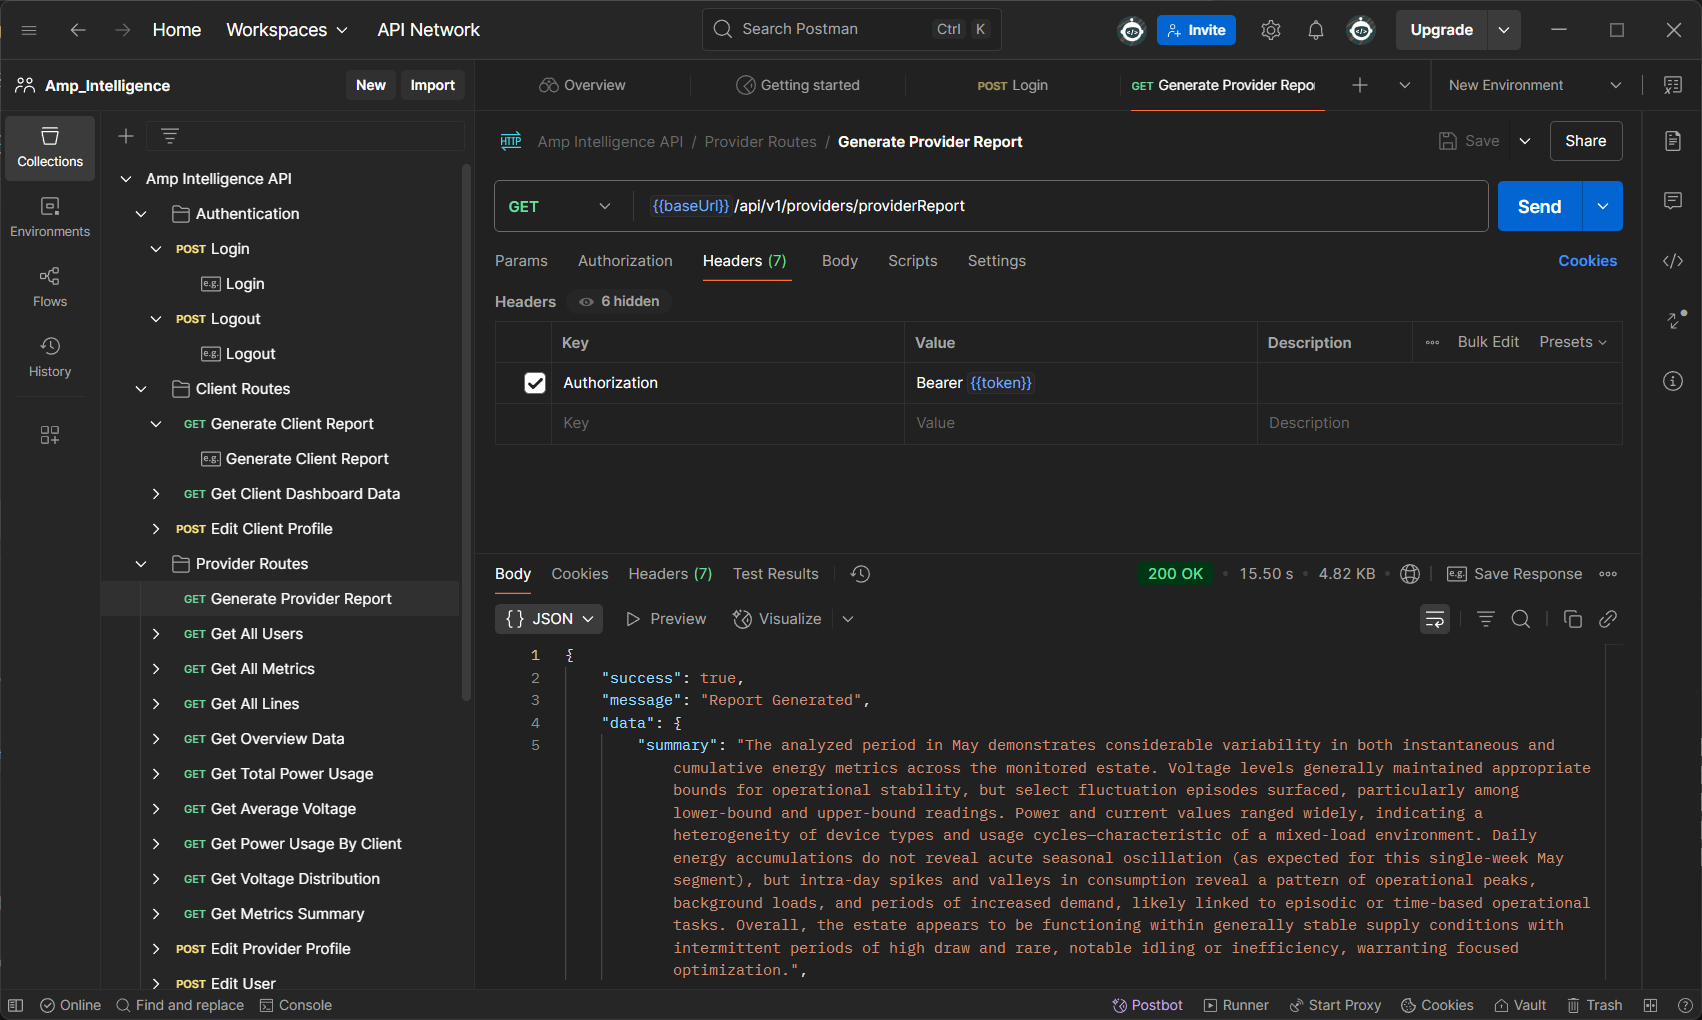 Home Workspaces API Network Search Postman Ctrl K Invite Upgrade
Amp_Intelligence New Import Overview Getting started POST Login GET Generate Provider Repo New Environment
Collections
Environments
Flows
History
Amp Intelligence API
Authentication
POST Login
e.g. Login
POST Logout
e.g. Logout
Client Routes
GET Generate Client Report
e.g. Generate Client Report
GET Get Client Dashboard Data
POST Edit Client Profile
Provider Routes
GET Generate Provider Report
GET Get All Users
GET Get All Metrics
GET Get All Lines
GET Get Overview Data
GET Get Total Power Usage
GET Get Average Voltage
GET Get Power Usage By Client
GET Get Voltage Distribution
GET Get Metrics Summary
POST Edit Provider Profile
POST Edit User
HTTP Amp Intelligence API / Provider Routes / Generate Provider Report Save Share
GET {{baseUrl}} /api/v1/providers/providerReport Send
Params Authorization Headers (7) Body Scripts Settings Cookies
Headers 6 hidden
Key Value Description Bulk Edit Presets
Authorization Bearer {{token}}
Key Value Description
Body Cookies Headers (7) Test Results 200 OK • 15.50 s • 4.82 KB • e.g. Save Response
{} JSON Preview Visualize
1 {
2 "success": true,
3 "message": "Report Generated",
4 "data": {
5 "summary": "The analyzed period in May demonstrates considerable variability in both instantaneous and
cumulative energy metrics across the monitored estate. Voltage levels generally maintained appropriate
bounds for operational stability, but select fluctuation episodes surfaced, particularly among
lower-bound and upper-bound readings. Power and current values ranged widely, indicating a
heterogeneity of device types and usage cycles—characteristic of a mixed-load environment. Daily
energy accumulations do not reveal acute seasonal oscillation (as expected for this single-week May
segment), but intra-day spikes and valleys in consumption reveal a pattern of operational peaks,
background loads, and periods of increased demand, likely linked to episodic or time-based operational
tasks. Overall, the estate appears to be functioning within generally stable supply conditions with
intermittent periods of high draw and rare, notable idling or inefficiency, warranting focused
optimization.",
Online Find and replace Console Postbot Runner Start Proxy Cookies Vault Trash